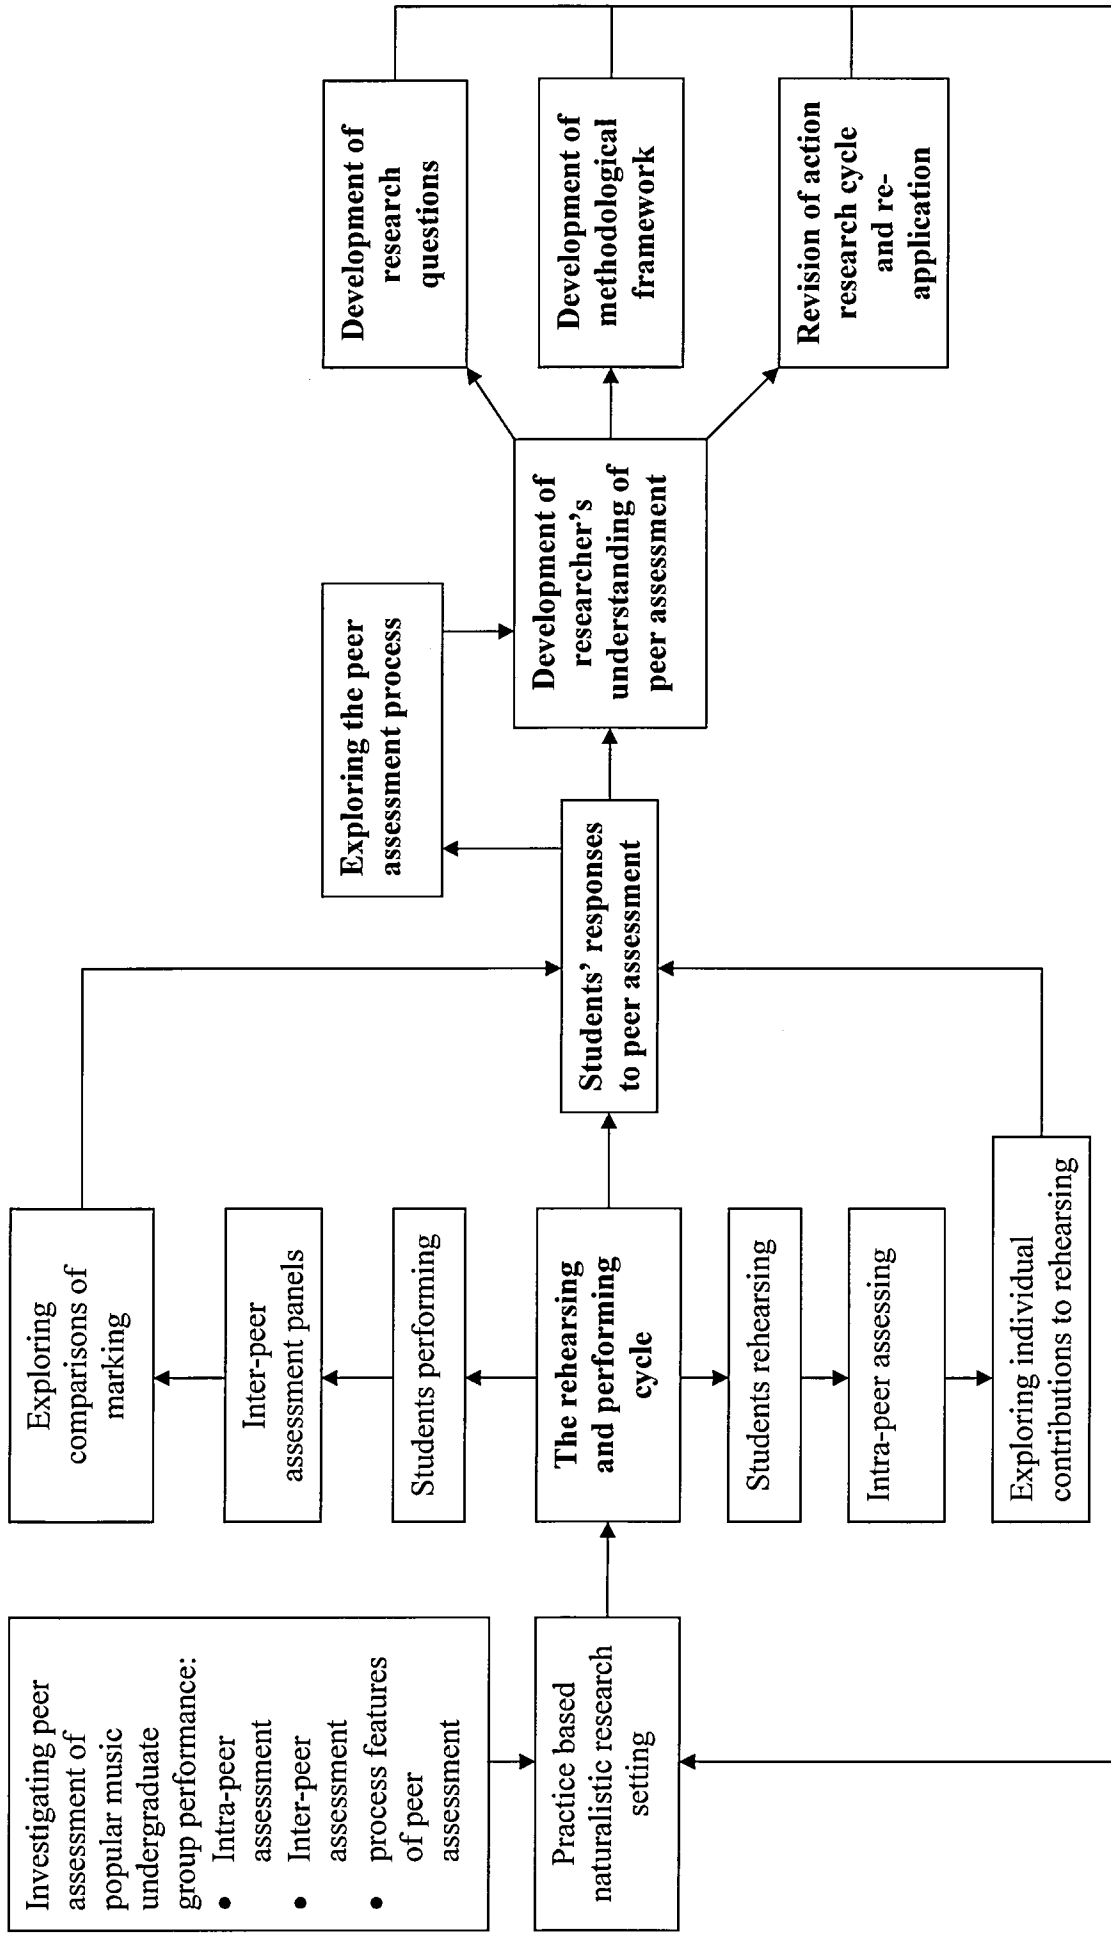 Investigating peer
assessment of
popular music
undergraduate
group performance:
• Intra-peer
assessment
• Inter-peer
assessment
• process features
of peer
assessment
Practice based
naturalistic research
setting
Exploring
comparisons of
marking
Inter-peer
assessment panels
Students performing
The rehearsing
and performing
cycle
Students rehearsing
Intra-peer assessing
Exploring individual
contributions to rehearsing
Students’ responses
to peer assessment
Exploring the peer
assessment process
Development of
researcher’s
understanding of
peer assessment
Development of
research
questions
Development of
methodological
framework
Revision of action
research cycle
and re-
application